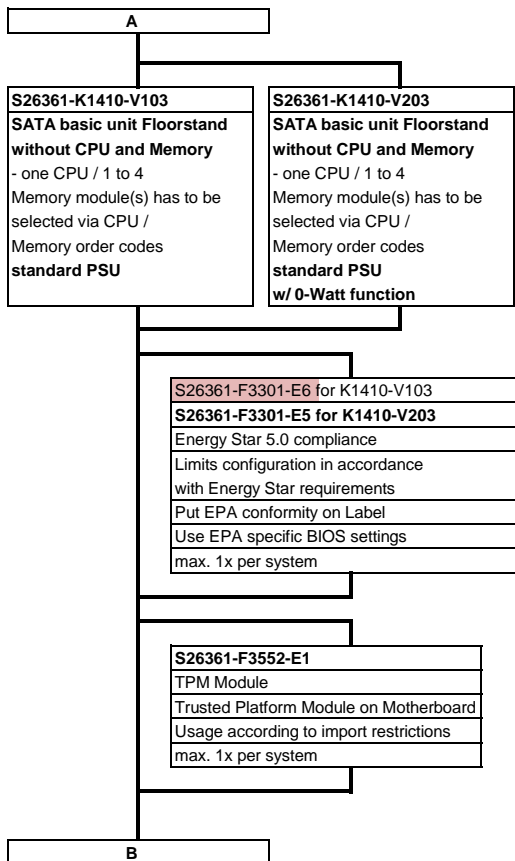 A
S26361-K1410-V103
SATA basic unit Floorstand
without CPU and Memory
- one CPU / 1 to 4
Memory module(s) has to be
selected via CPU /
Memory order codes
standard PSU
S26361-K1410-V203
SATA basic unit Floorstand
without CPU and Memory
- one CPU / 1 to 4
Memory module(s) has to be
selected via CPU /
Memory order codes
standard PSU
w/ 0-Watt function
S26361-F3301-E6 for K1410-V103
S26361-F3301-E5 for K1410-V203
Energy Star 5.0 compliance
Limits configuration in accordance
with Energy Star requirements
Put EPA conformity on Label
Use EPA specific BIOS settings
max. 1x per system
S26361-F3552-E1
TPM Module
Trusted Platform Module on Motherboard
Usage according to import restrictions
max. 1x per system
B